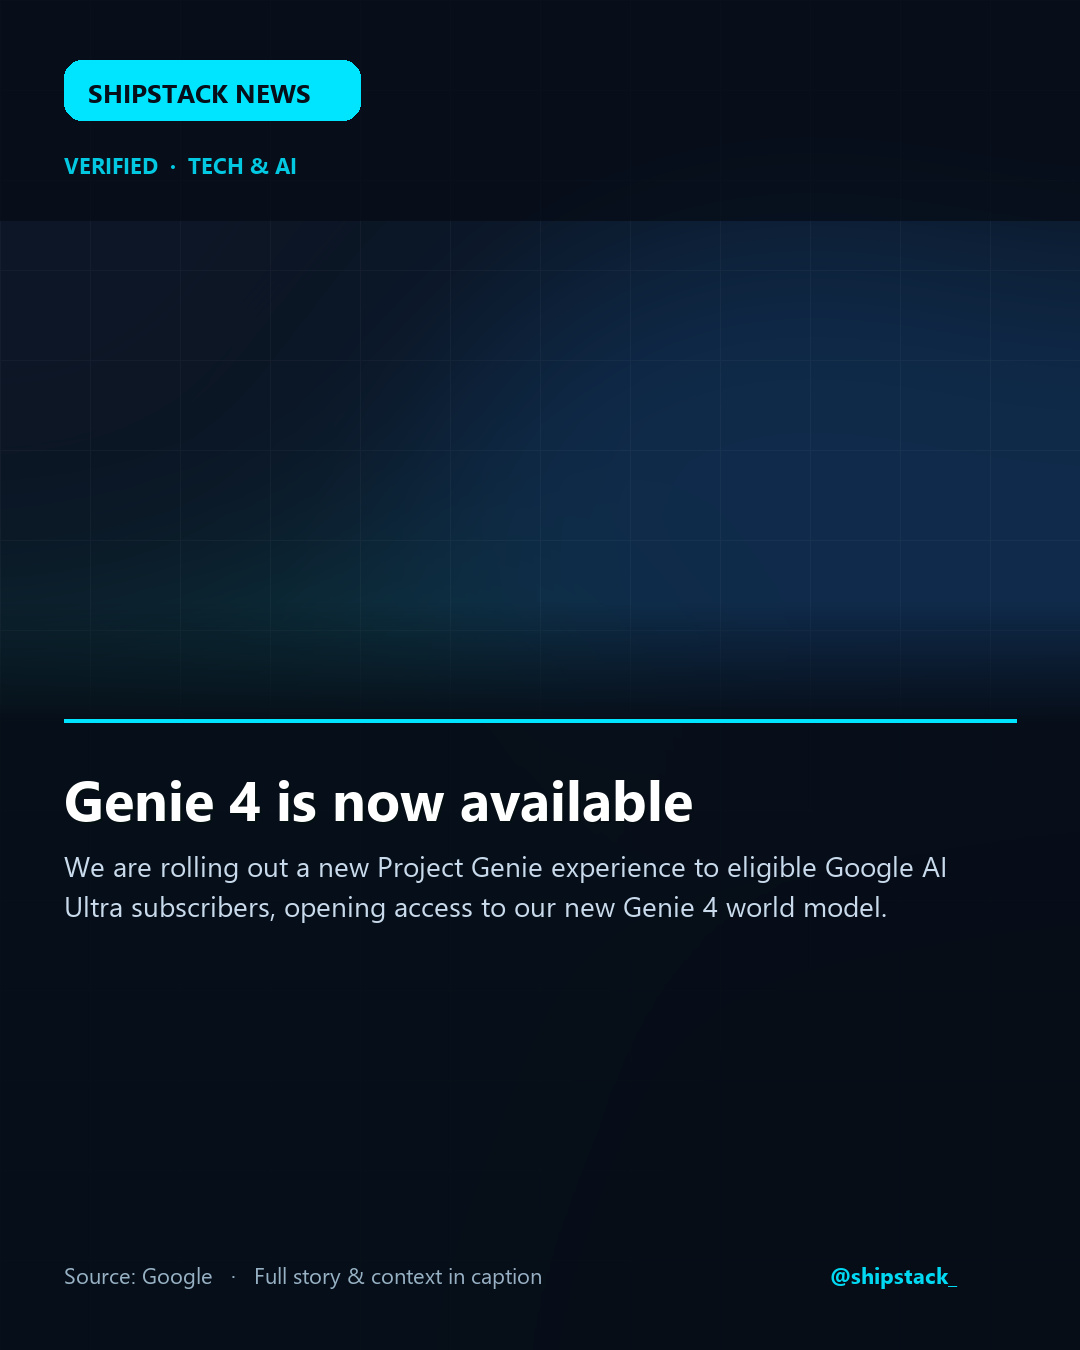 SHIPSTACK NEWS
VERIFIED · TECH & AI
Genie 4 is now available
We are rolling out a new Project Genie experience to eligible Google AI
Ultra subscribers, opening access to our new Genie 4 world model.
Source: Google · Full story & context in caption
@shipstack_